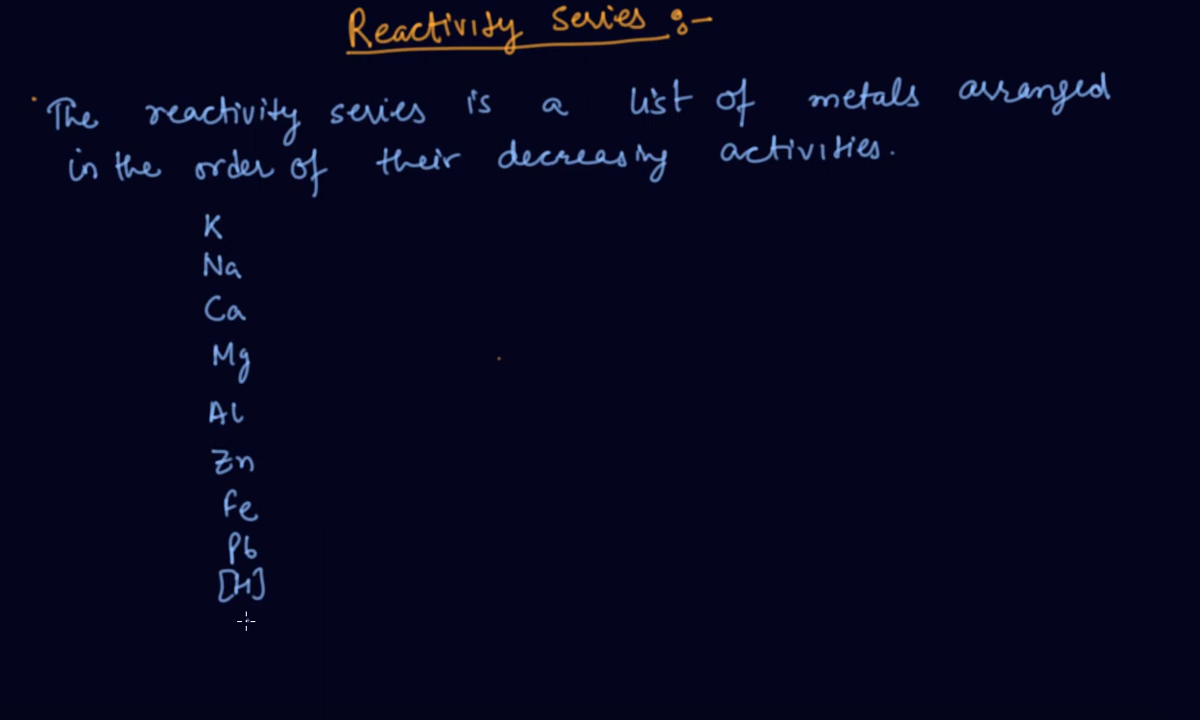 Reactivity Series :-
The reactivity series is a list of metals arranged
in the order of their decreasing activities.
K
Na
Ca
Mg
Al
Zn
Fe
Pb
[H]